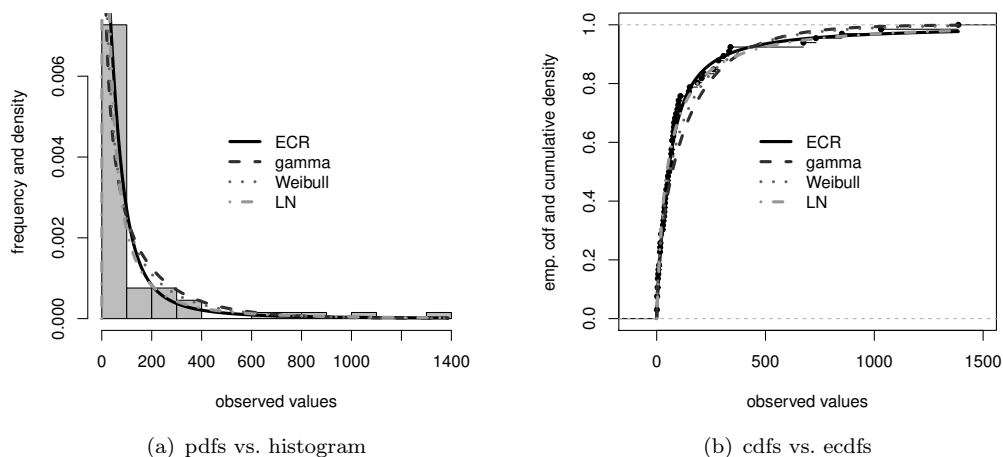 frequency and density
0.006
0.004
0.002
0.000
ECR
gamma
Weibull
LN
0 200 400 600 1000 1400
observed values
(a) pdfs vs. histogram
emp. cdf and cumulative density
1.0
0.8
0.6
0.4
0.2
0.0
ECR
gamma
Weibull
LN
0 500 1000 1500
observed values
(b) cdfs vs. ecdfs